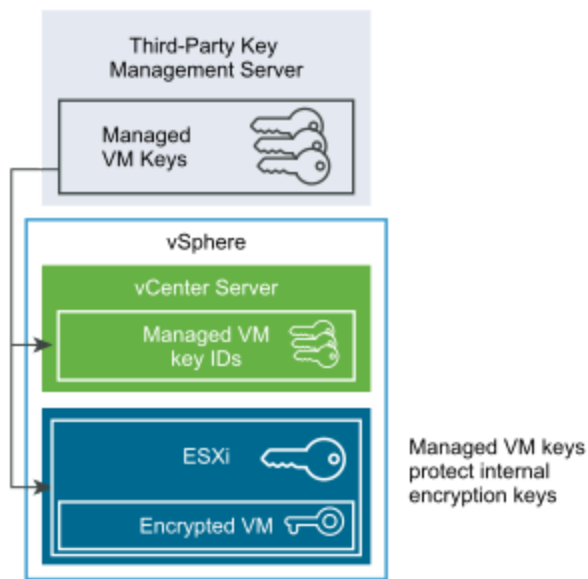 Third-Party Key
Management Server
Managed
VM Keys
vSphere
vCenter Server
Managed VM
key IDs
ESXi
Encrypted VM
Managed VM keys
protect internal
encryption keys